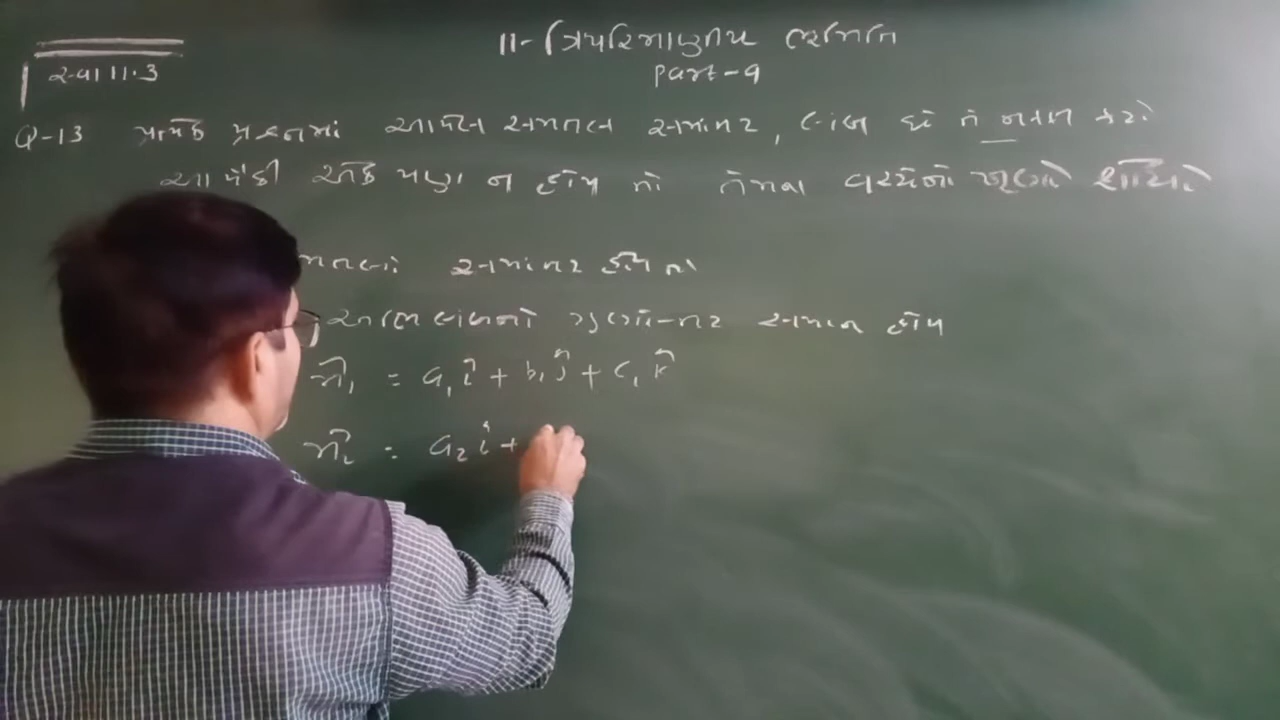 11- ત્રિપરિમાણીય ભૂમિતિ
Part-9
સ્વા 11.3
Q-13 પ્રત્યેક પ્રશ્નમાં આપેલ સમતલ સમાંતર, લંબ છે તે નક્કી કરો
આ પૈકી એક પણ ન હોય તો તેમના વચ્ચેનો ખૂણો શોધો
સમાંતર હોય તો
અભિલંબનો ગુણોત્તર સમાન હોય
n̄₁ = a₁î + b₁ĵ + c₁k̂
n̄₂ = a₂î +